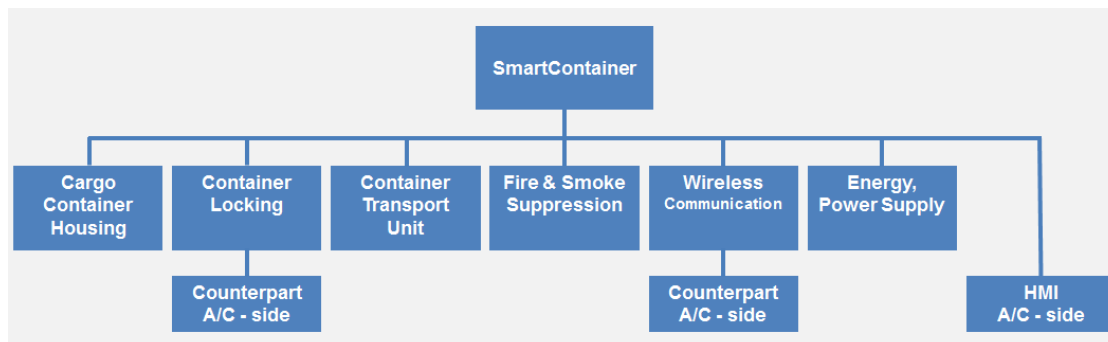 SmartContainer
Cargo
Container
Housing
Container
Locking
Container
Transport
Unit
Fire & Smoke
Suppression
Wireless
Communication
Energy,
Power Supply
Counterpart
A/C - side
Counterpart
A/C - side
HMI
A/C - side